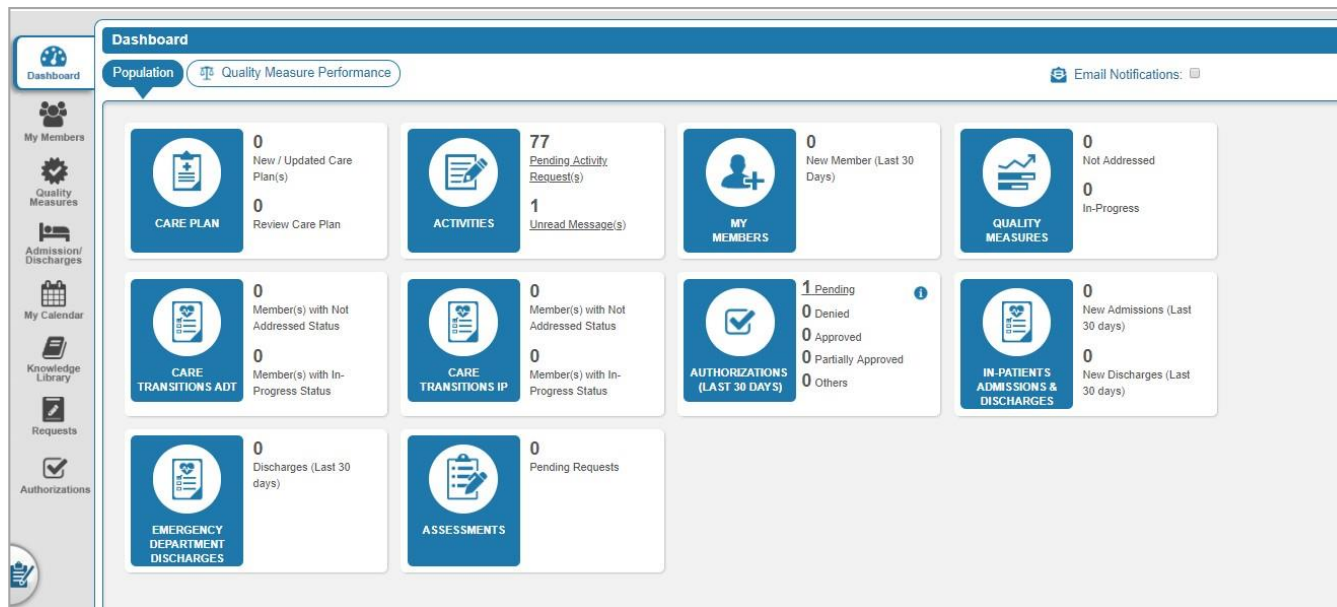 Dashboard
Population
Quality Measure Performance
Email Notifications:
Dashboard
My Members
Quality
Measures
Admission/
Discharges
My Calendar
Knowledge
Library
Requests
Authorizations
CARE PLAN
0
New / Updated Care
Plan(s)
0
Review Care Plan
ACTIVITIES
77
Pending Activity
Request(s)
1
Unread Message(s)
MY
MEMBERS
0
New Member (Last 30
Days)
QUALITY
MEASURES
0
Not Addressed
0
In-Progress
CARE
TRANSITIONS ADT
0
Member(s) with Not
Addressed Status
0
Member(s) with In-
Progress Status
CARE
TRANSITIONS IP
0
Member(s) with Not
Addressed Status
0
Member(s) with In-
Progress Status
AUTHORIZATIONS
(LAST 30 DAYS)
1 Pending
0 Denied
0 Approved
0 Partially Approved
0 Others
IN-PATIENTS
ADMISSIONS &
DISCHARGES
0
New Admissions (Last
30 days)
0
New Discharges (Last
30 days)
EMERGENCY
DEPARTMENT
DISCHARGES
0
Discharges (Last 30
days)
ASSESSMENTS
0
Pending Requests